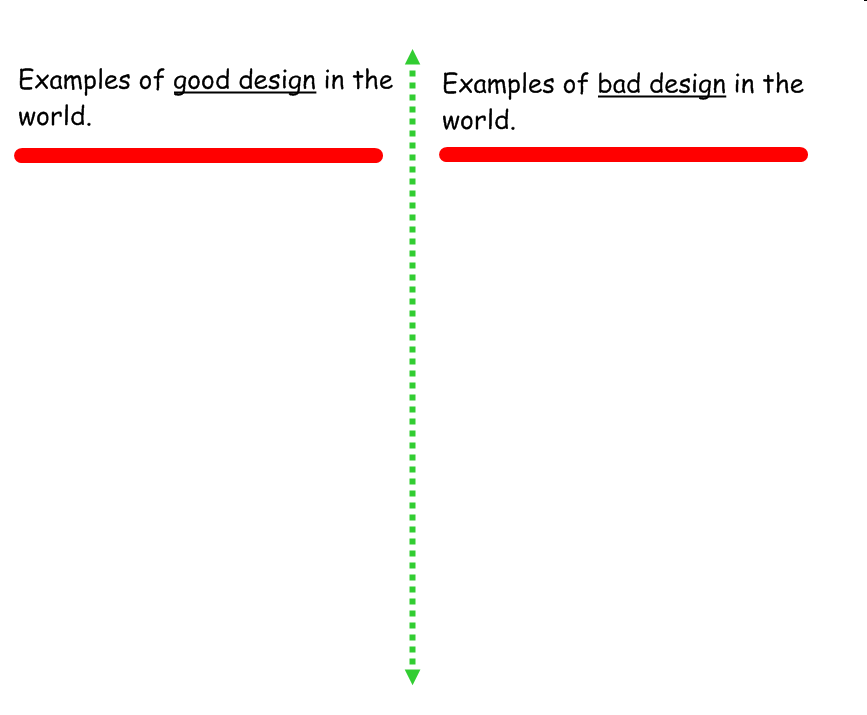 Examples of good design in the
world.
Examples of bad design in the
world.